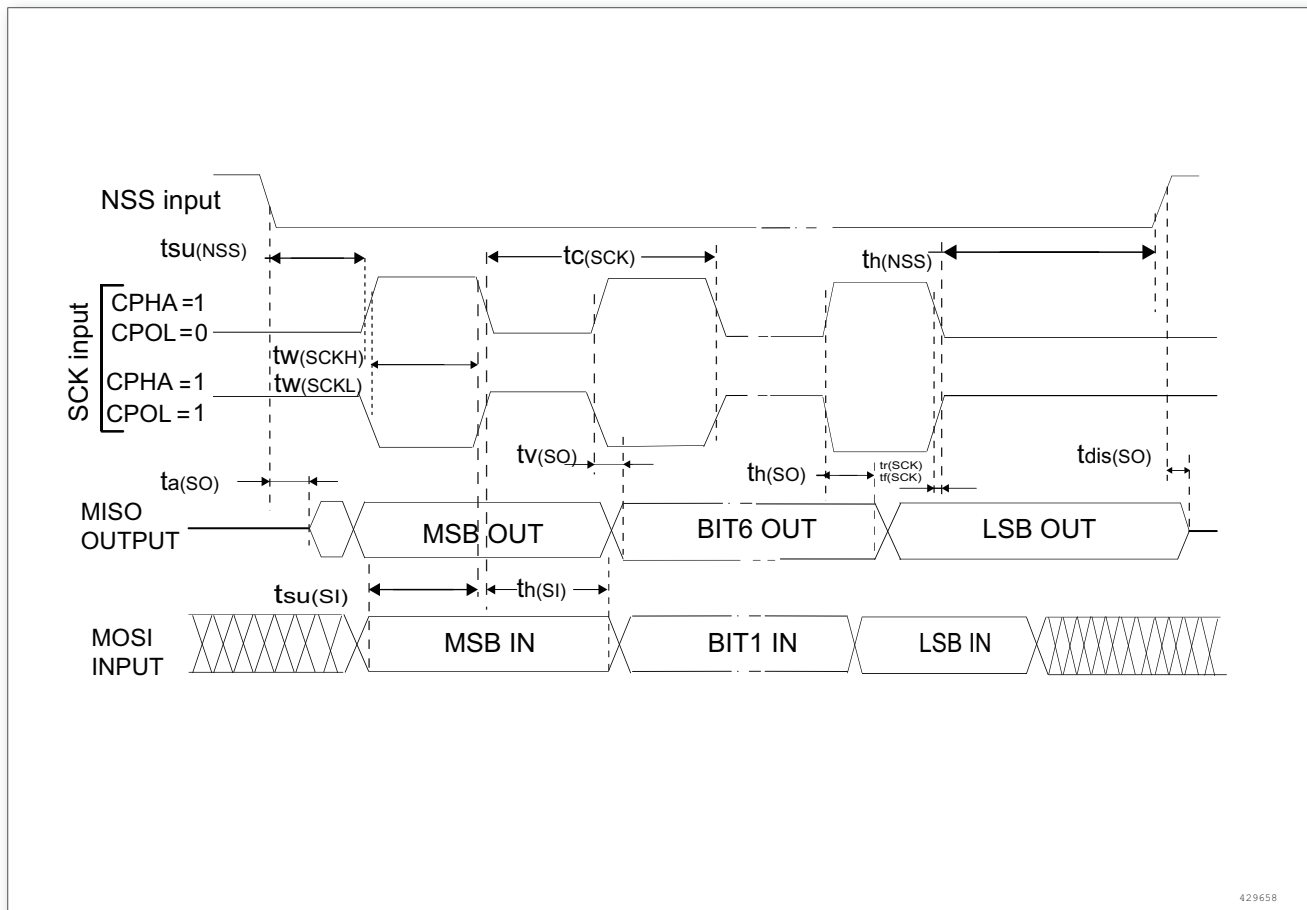 NSS input
tsu(NSS)
tc(SCK)
th(NSS)
SCK input
CPHA =1
CPOL=0
tw(SCKH)
CPHA =1
tw(SCKL)
CPOL =1
tv(SO)
th(SO)
tr(SCK)
tf(SCK)
tdis(SO)
ta(SO)
MISO
OUTPUT
MSB OUT
BIT6 OUT
LSB OUT
tsu(SI)
th(SI)
MOSI
INPUT
MSB IN
BIT1 IN
LSB IN
429658